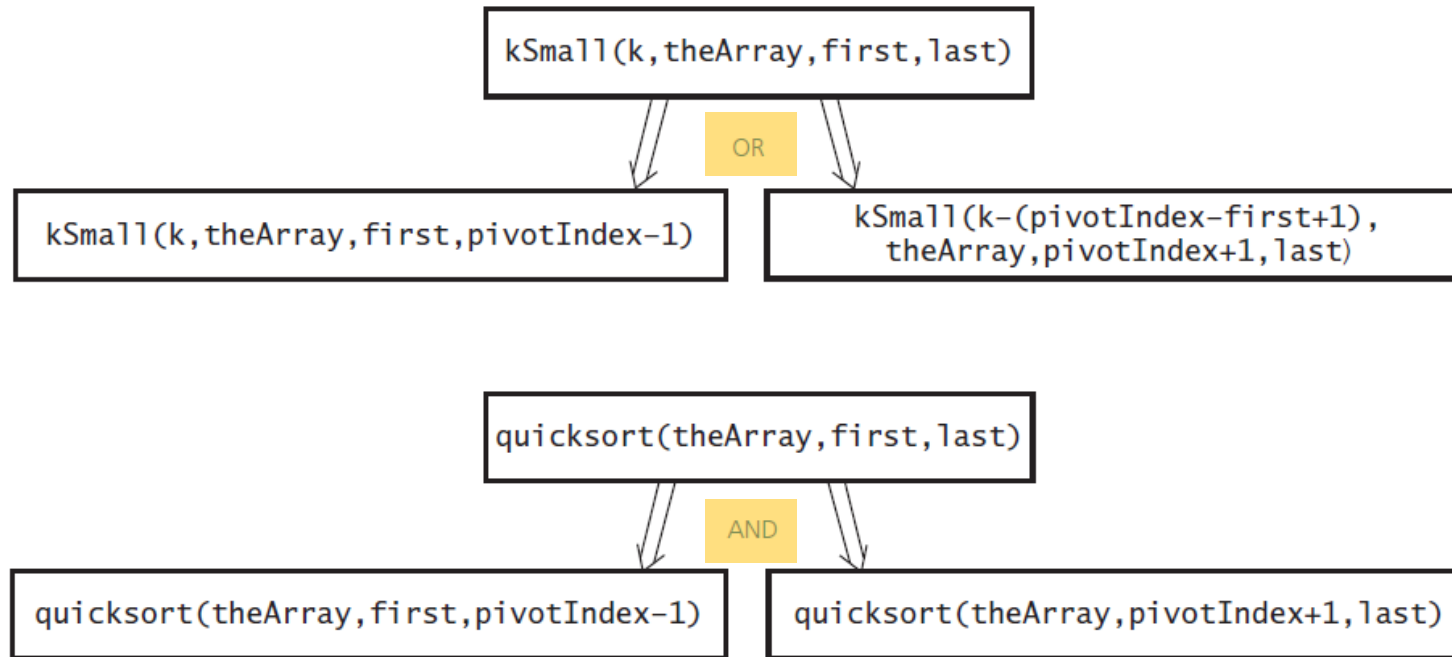 kSmall(k,theArray,first,last)
OR
kSmall(k,theArray,first,pivotIndex–1)
kSmall(k–(pivotIndex–first+1),
theArray,pivotIndex+1,last)
quicksort(theArray,first,last)
AND
quicksort(theArray,first,pivotIndex–1)
quicksort(theArray,pivotIndex+1,last)